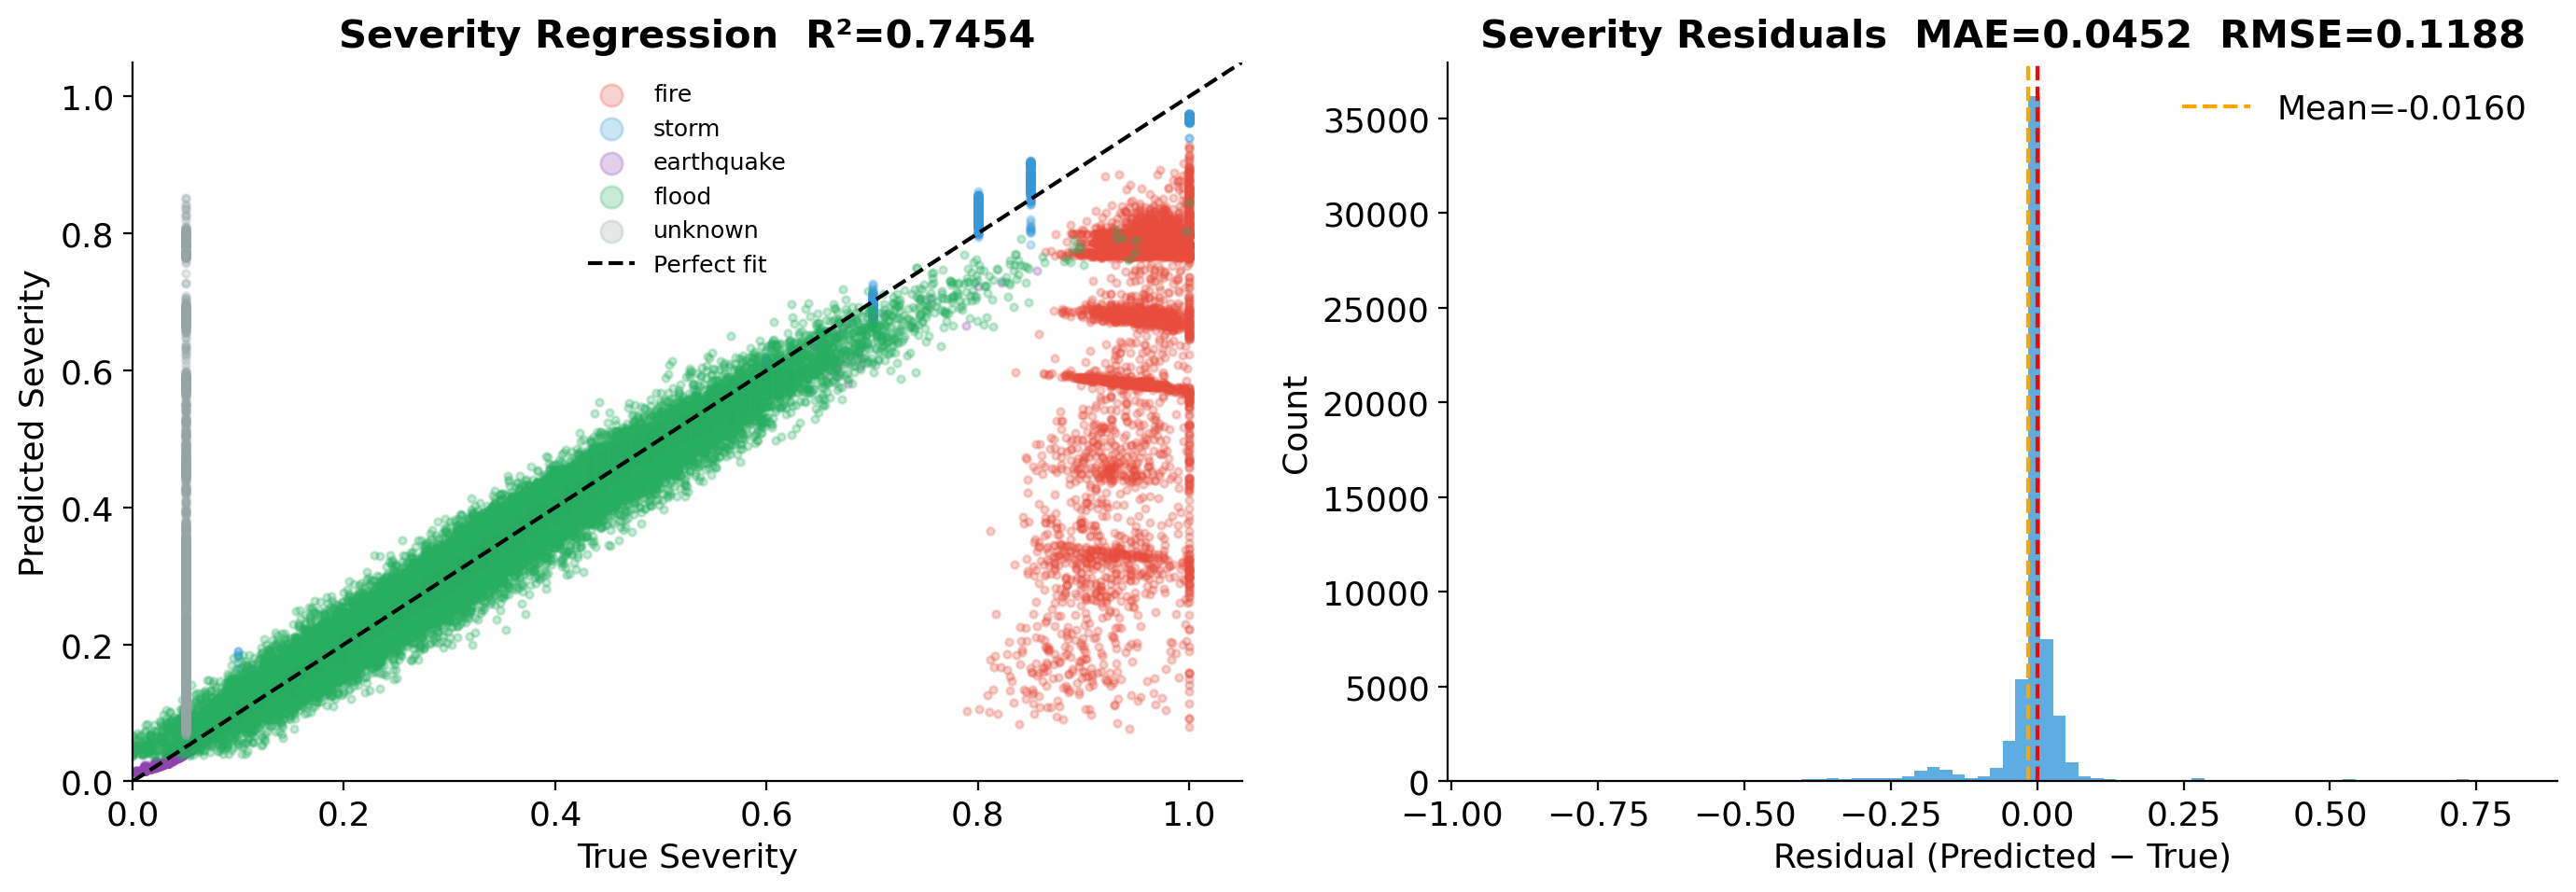 Severity Regression  R²=0.7454
fire
storm
earthquake
flood
unknown
Perfect fit
Predicted Severity
1.0
0.8
0.6
0.4
0.2
0.0
0.0 0.2 0.4 0.6 0.8 1.0
True Severity
Severity Residuals  MAE=0.0452  RMSE=0.1188
Mean=-0.0160
Count
35000
30000
25000
20000
15000
10000
5000
0
−1.00 −0.75 −0.50 −0.25 0.00 0.25 0.50 0.75
Residual (Predicted − True)